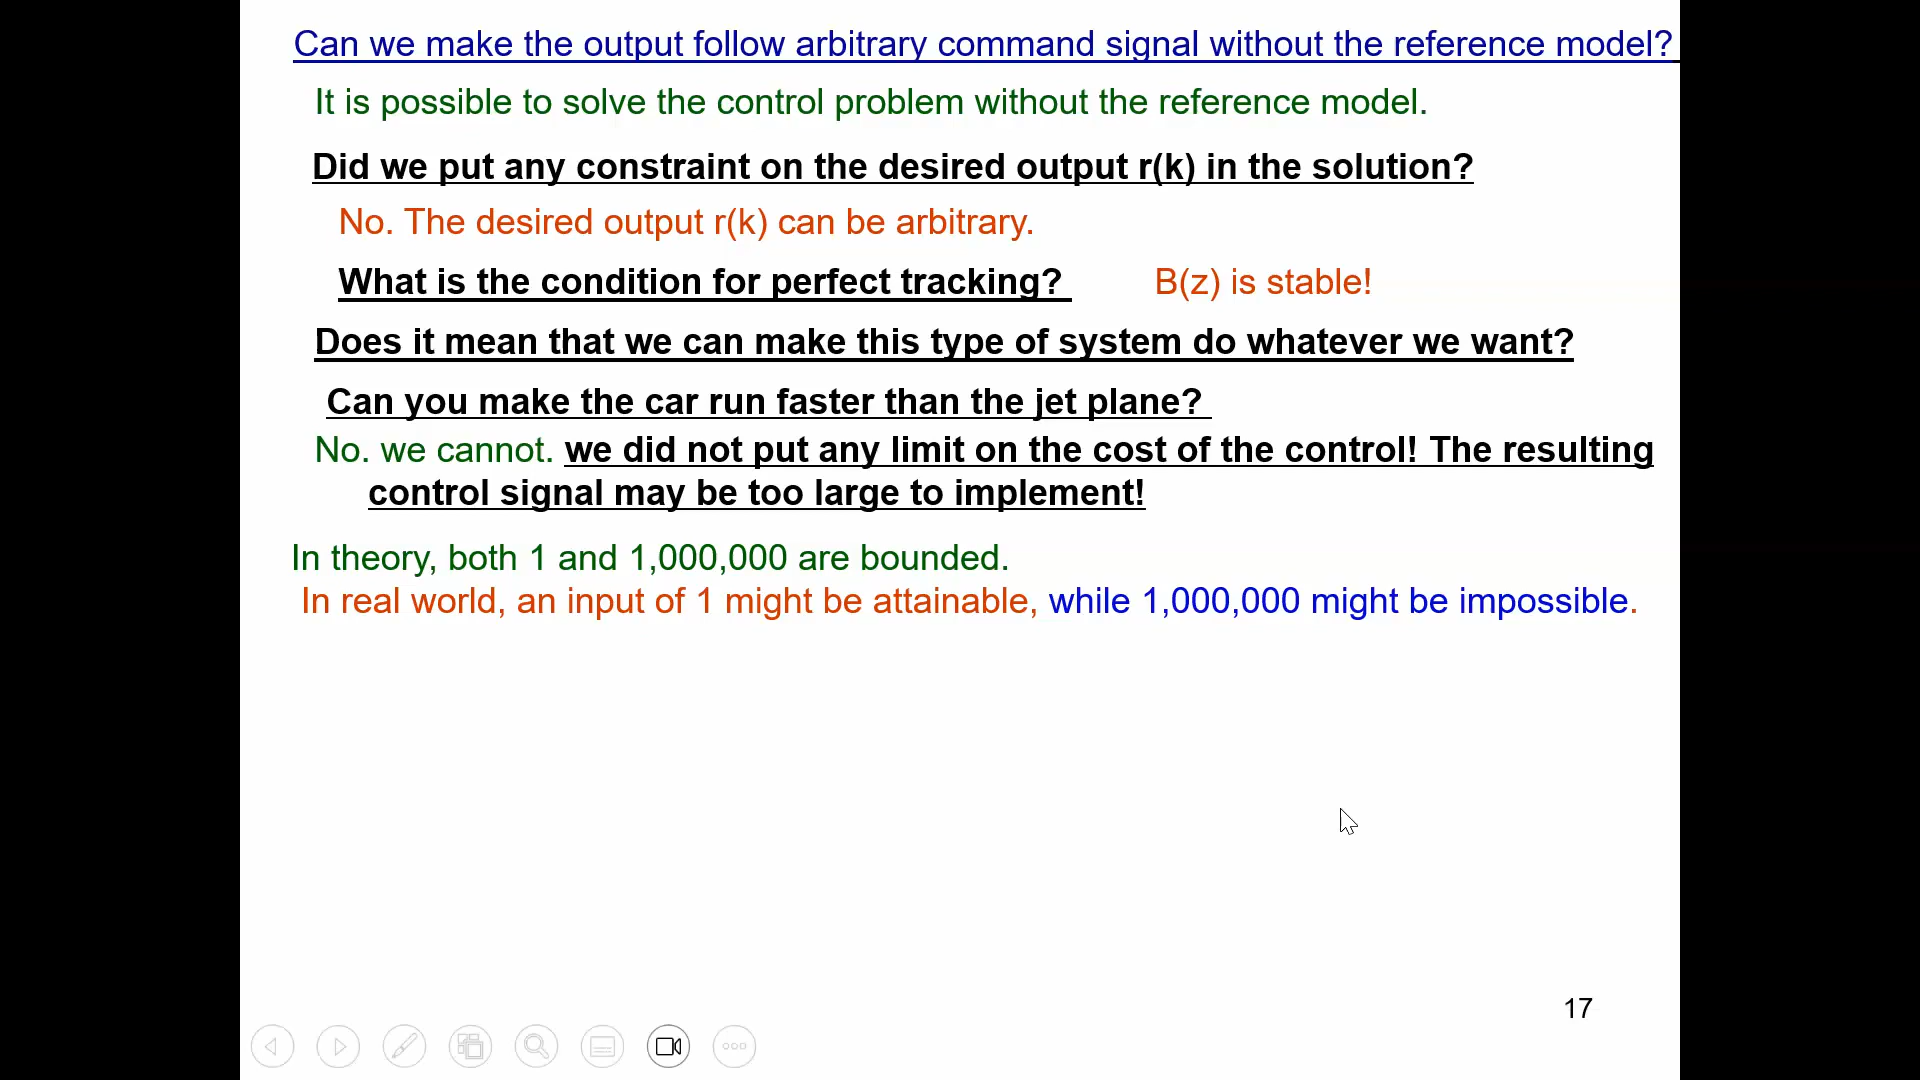 Can we make the output follow arbitrary command signal without the reference model?
It is possible to solve the control problem without the reference model.
Did we put any constraint on the desired output r(k) in the solution?
No. The desired output r(k) can be arbitrary.
What is the condition for perfect tracking? B(z) is stable!
Does it mean that we can make this type of system do whatever we want?
Can you make the car run faster than the jet plane?
No. we cannot. we did not put any limit on the cost of the control! The resulting
control signal may be too large to implement!
In theory, both 1 and 1,000,000 are bounded.
In real world, an input of 1 might be attainable, while 1,000,000 might be impossible.
17